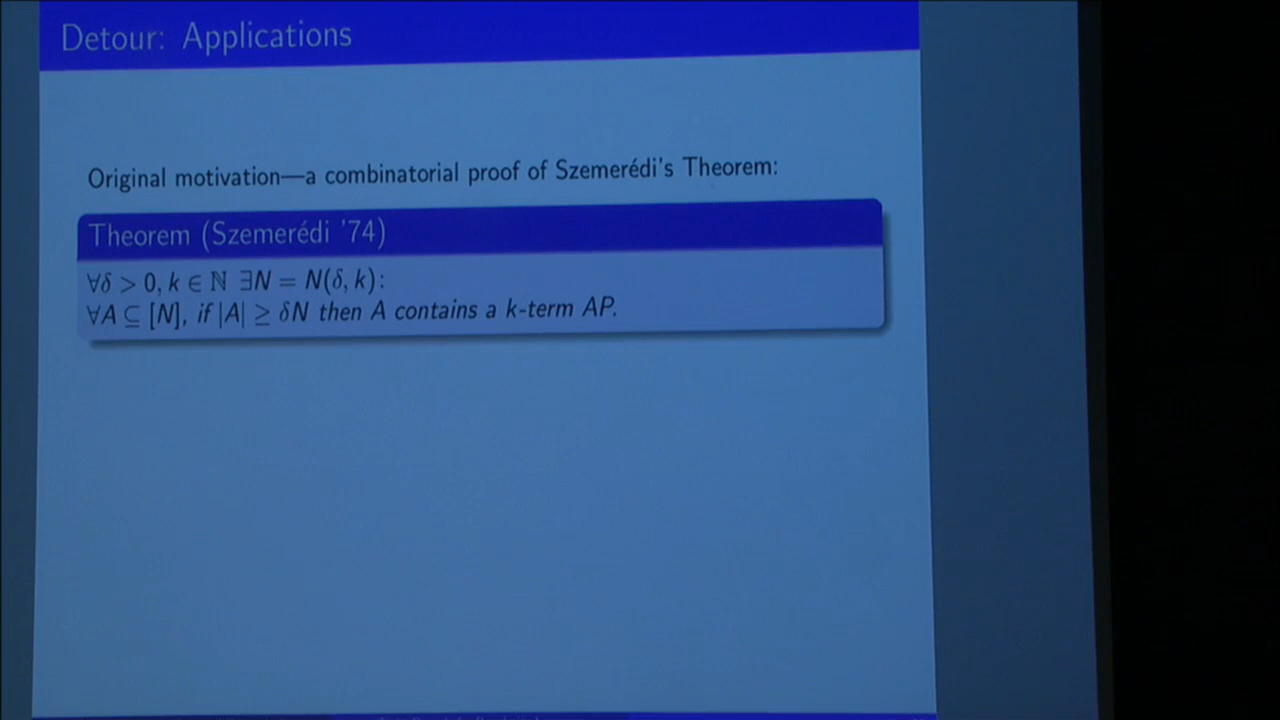 Detour: Applications
Original motivation—a combinatorial proof of Szemerédi's Theorem:
Theorem (Szemerédi '74)
∀δ > 0, k ∈ ℕ ∃N = N(δ, k):
∀A ⊆ [N], if |A| ≥ δN then A contains a k-term AP.